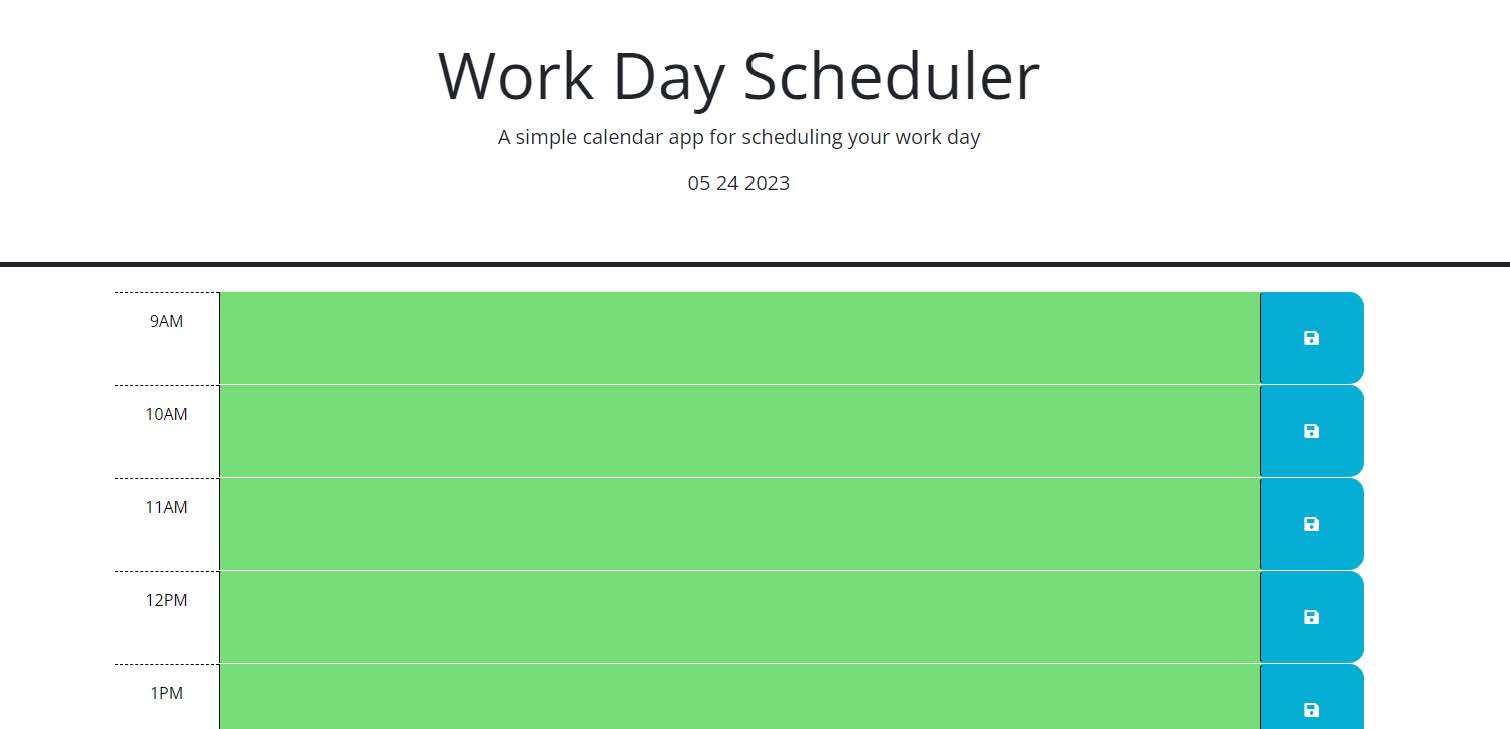 Work Day Scheduler
A simple calendar app for scheduling your work day
05 24 2023
9AM
10AM
11AM
12PM
1PM